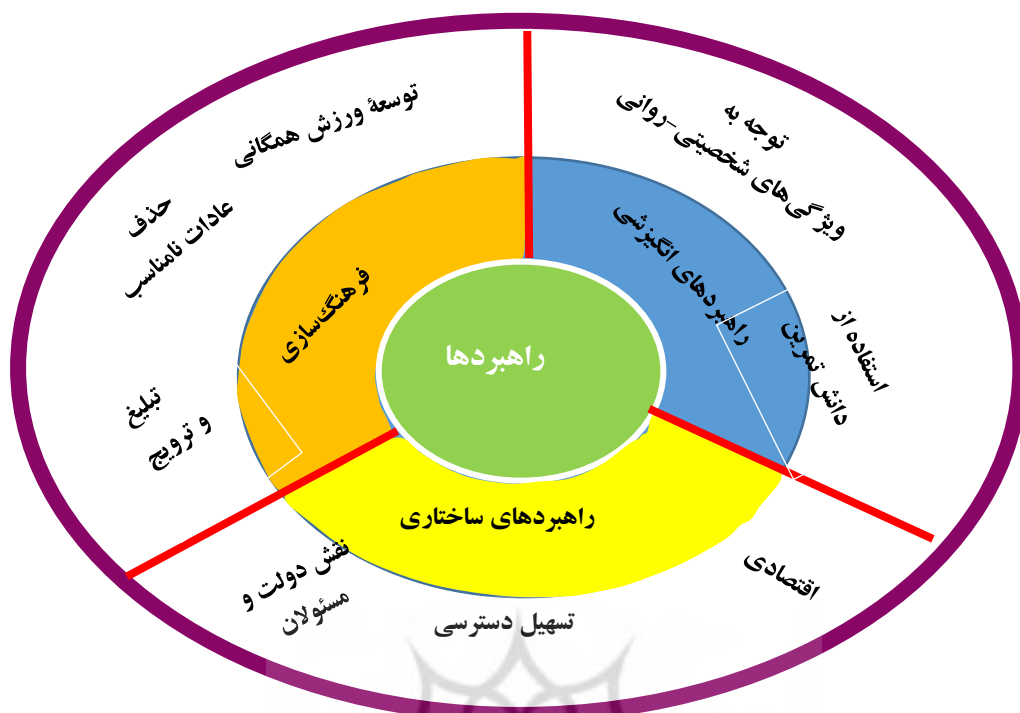 توسعهٔ ورزش همگانی
حذف
عادات نامناسب
تبلیغ
و ترویج
فرهنگ‌سازی
توجه به
ویژگی‌های شخصیتی-روانی
استفاده از
دانش تمرین
راهبردهای انگیزشی
راهبردها
راهبردهای ساختاری
نقش دولت و
مسئولان
تسهیل دسترسی
اقتصادی